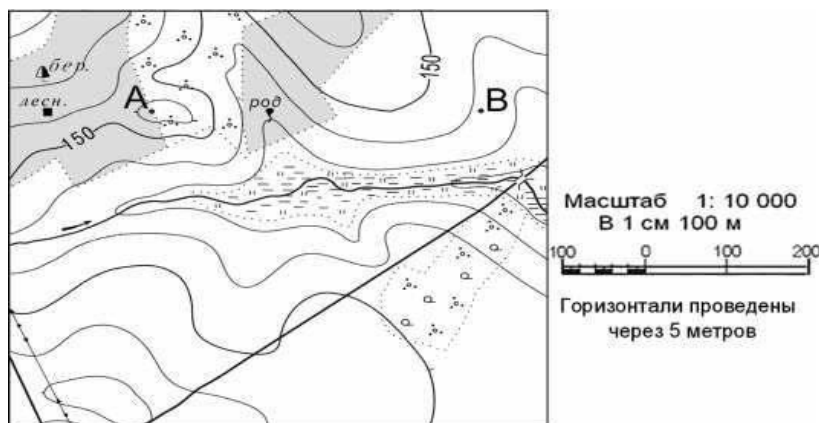 бер.
лесн.
А
150
род
150
В
Масштаб 1: 10 000
В 1 см 100 м
100 0 100 200
Горизонтали проведены
через 5 метров